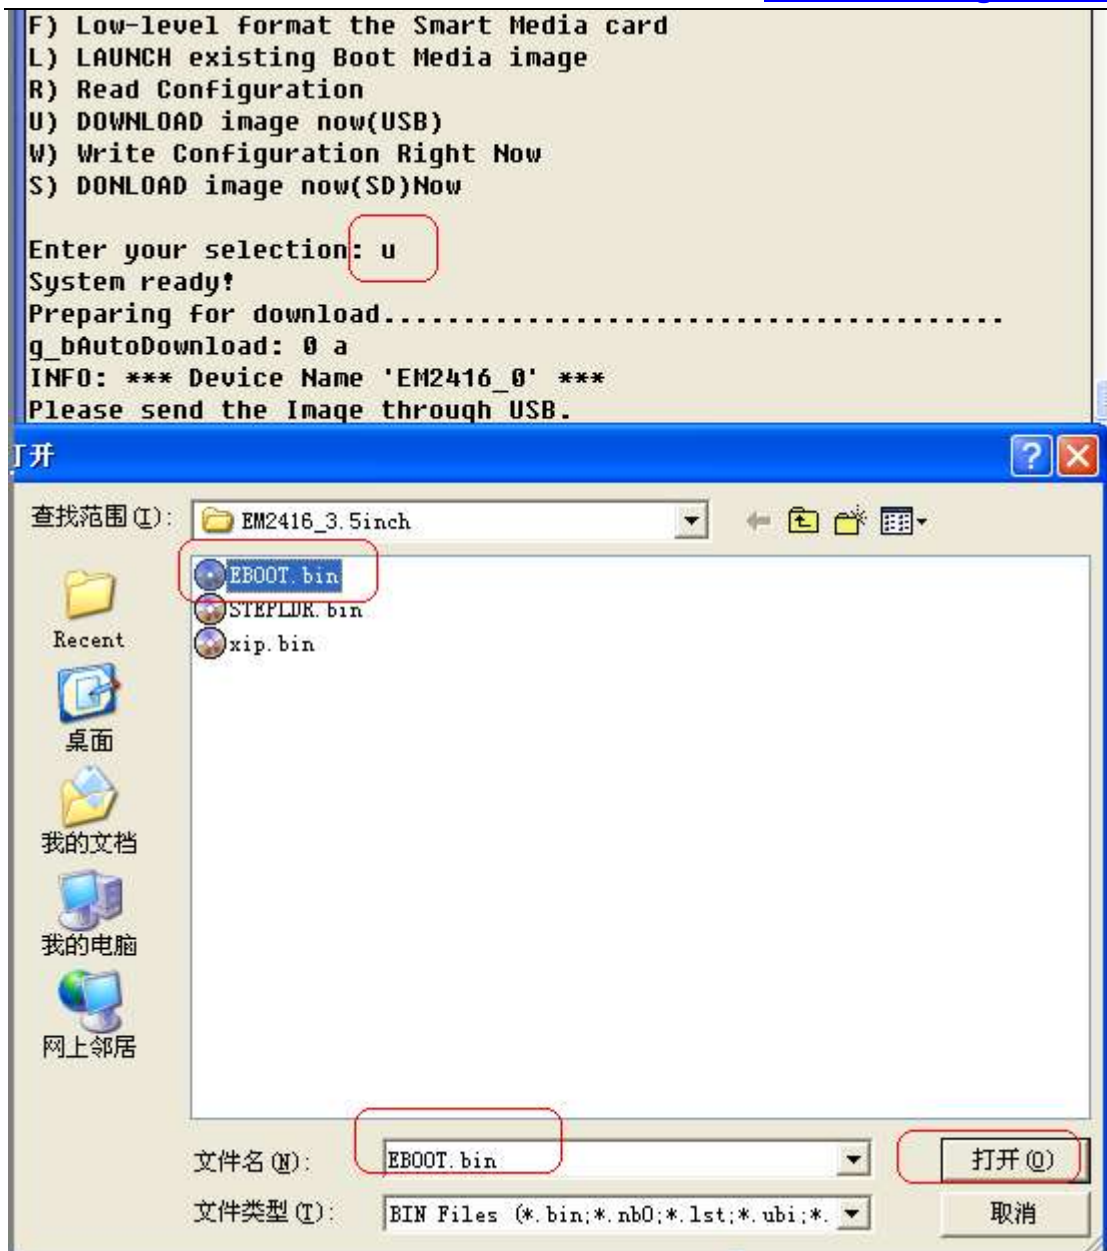 F) Low-level format the Smart Media card
L) LAUNCH existing Boot Media image
R) Read Configuration
U) DOWNLOAD image now(USB)
W) Write Configuration Right Now
S) DONLOAD image now(SD)Now
Enter your selection: u
System ready!
Preparing for download.......................................
g_bAutoDownload: 0 a
INFO: *** Device Name 'EM2416_0' ***
Please send the Image through USB.
打开
查找范围(I):
EM2416_3.5inch
EBOOT.bin
STEPLDR.bin
xip.bin
Recent
桌面
我的文档
我的电脑
网上邻居
文件名(N):
EBOOT.bin
打开(O)
文件类型(T):
BIN Files (*.bin;*.nb0;*.lst;*.ubi;*.
取消